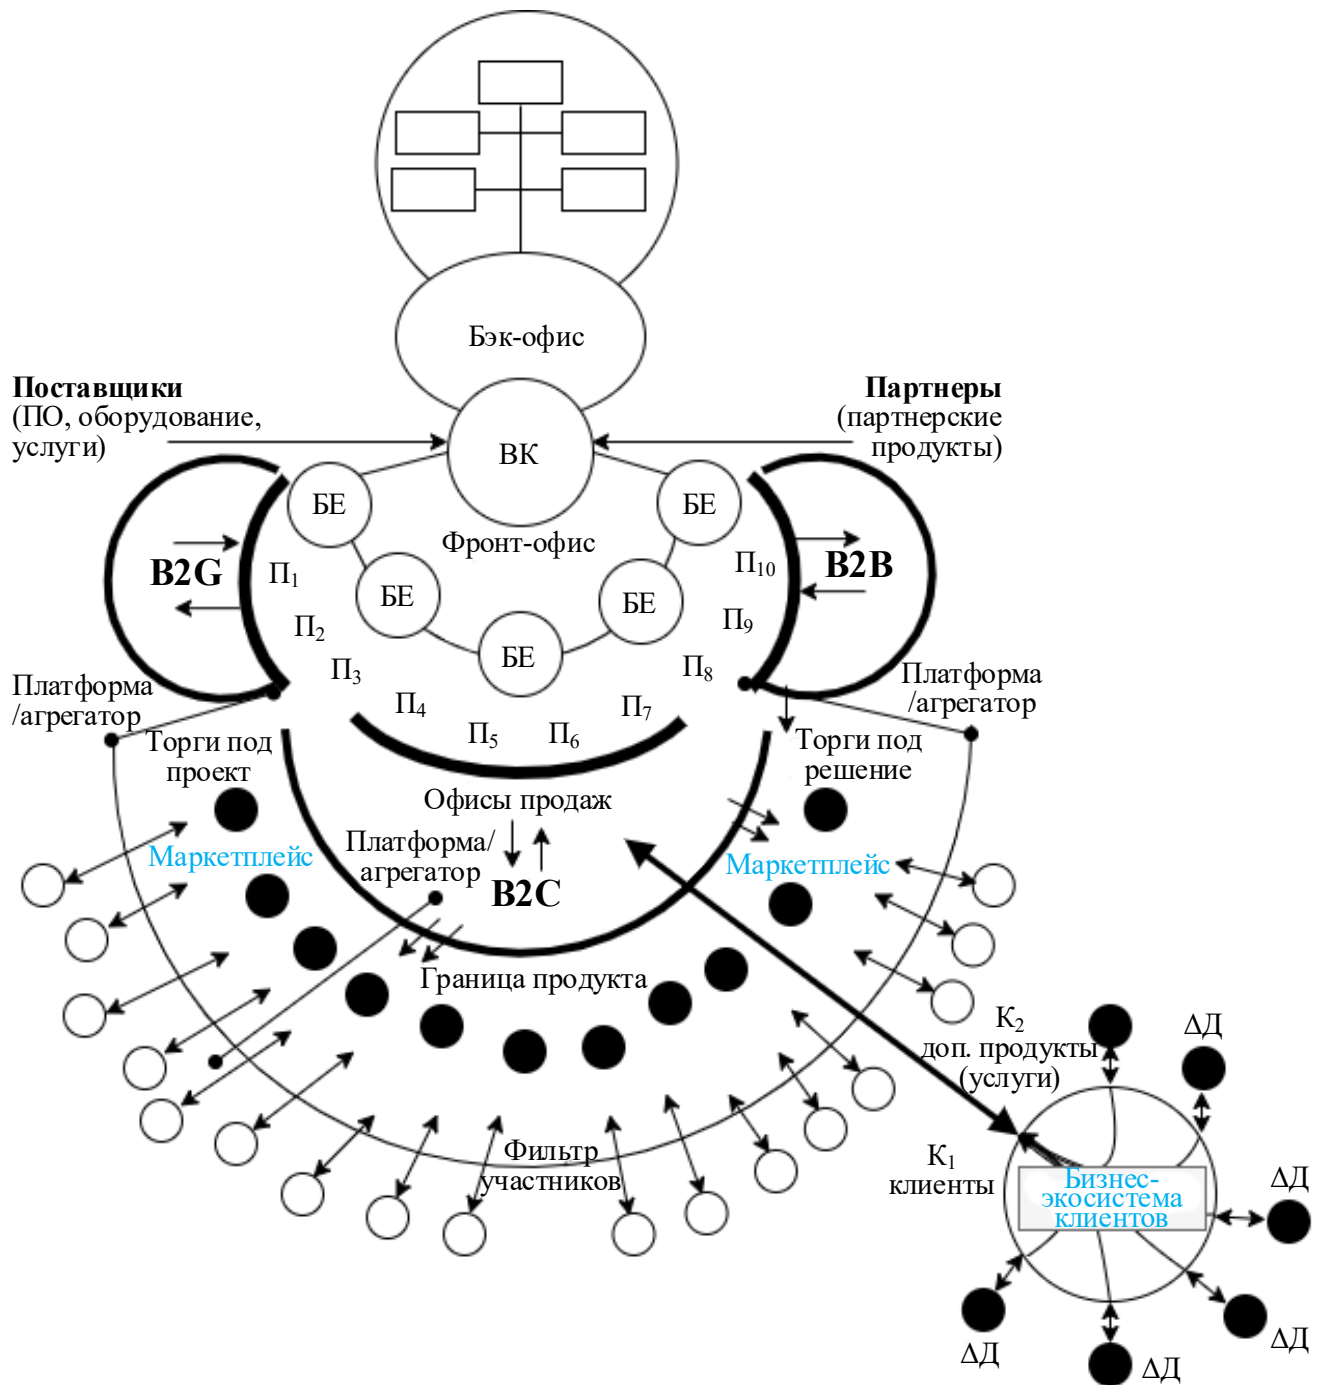 Бэк-офис
Поставщики
(ПО, оборудование,
услуги)
Партнеры
(партнерские
продукты)
ВК
БЕ
БЕ
Фронт-офис
B2G
B2B
П1
П10
БЕ
БЕ
П2
П9
БЕ
П3
П8
Платформа
/агрегатор
Платформа
/агрегатор
П4
П7
П5
П6
Торги под
проект
Торги под
решение
Офисы продаж
Платформа/
агрегатор
Маркетплейс
Маркетплейс
B2C
Граница продукта
К2
доп. продукты
(услуги)
ΔД
Фильтр
участников
К1
клиенты
Бизнес-
экосистема
клиентов
ΔД
ΔД
ΔД
ΔД